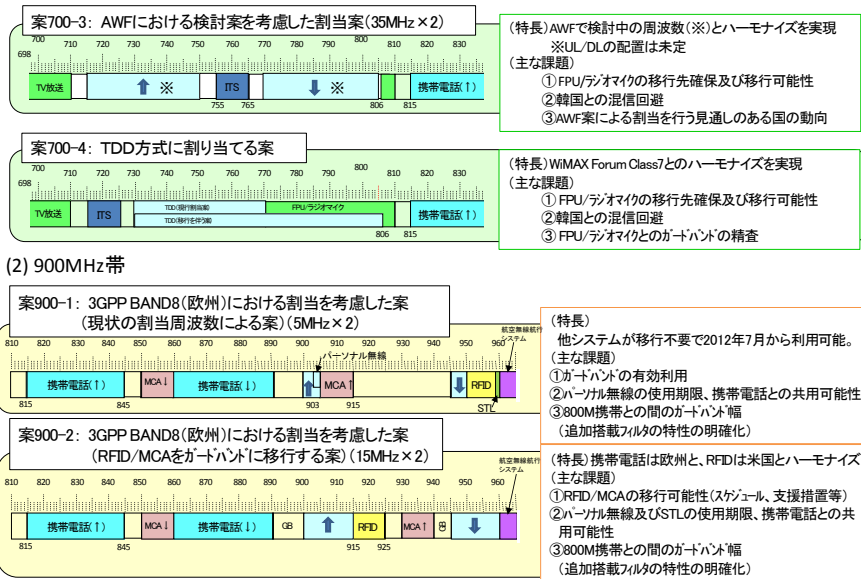 案700-3: AWFにおける検討案を考慮した割当案(35MHz×2)
700 710 720 730 740 750 760 770 780 790 800 810 820 830
698
TV放送 ⬆ ※ ITS ⬇ ※ 携帯電話(↑)
755 765 806 815
(特長)AWFで検討中の周波数(※)とハーモナイズを実現
※UL/DLの配置は未定
(主な課題)
①FPU/ラジオマイクの移行先確保及び移行可能性
②韓国との混信回避
③AWF案による割当を行う見通しのある国の動向
案700-4: TDD方式に割り当てる案
700 710 720 730 740 750 760 770 780 790 800 810 820 830
698
TV放送 ITS TDD(現行割当案) FPU/ラジオマイク 携帯電話(↑)
TDD(移行を伴う案)
806 815
(特長)WiMAX Forum Class7とのハーモナイズを実現
(主な課題)
① FPU/ラジオマイクの移行先確保及び移行可能性
②韓国との混信回避
③ FPU/ラジオマイクとのガードバンドの精査
(2) 900MHz帯
案900-1: 3GPP BAND8(欧州)における割当を考慮した案
(現状の割当周波数による案)(5MHz×2)
航空無線航行
システム
810 820 830 840 850 860 870 880 890 900 910 920 930 940 950 960
パーソナル無線
携帯電話(↑) MCA↓ 携帯電話(↓) ⬆ MCA↑ ⬇ RFID
815 845 903 915 STL
(特長)
他システムが移行不要で2012年7月から利用可能。
(主な課題)
①ガードバンドの有効利用
②パーソナル無線の使用期限、携帯電話との共用可能性
③800M携帯との間のガードバンド幅
(追加搭載フィルタの特性の明確化)
案900-2: 3GPP BAND8(欧州)における割当を考慮した案
(RFID/MCAをガードバンドに移行する案)(15MHz×2)
航空無線航行
システム
810 820 830 840 850 860 870 880 890 900 910 920 930 940 950 960
携帯電話(↑) MCA↓ 携帯電話(↓) GB ⬆ RFID MCA↑ GB ⬇
815 845 915 925
(特長)携帯電話は欧州と、RFIDは米国とハーモナイズ
(主な課題)
①RFID/MCAの移行可能性(スケジュール、支援措置等)
②パーソナル無線及びSTLの使用期限、携帯電話との共
用可能性
③800M携帯との間のガードバンド幅
(追加搭載フィルタの特性の明確化)